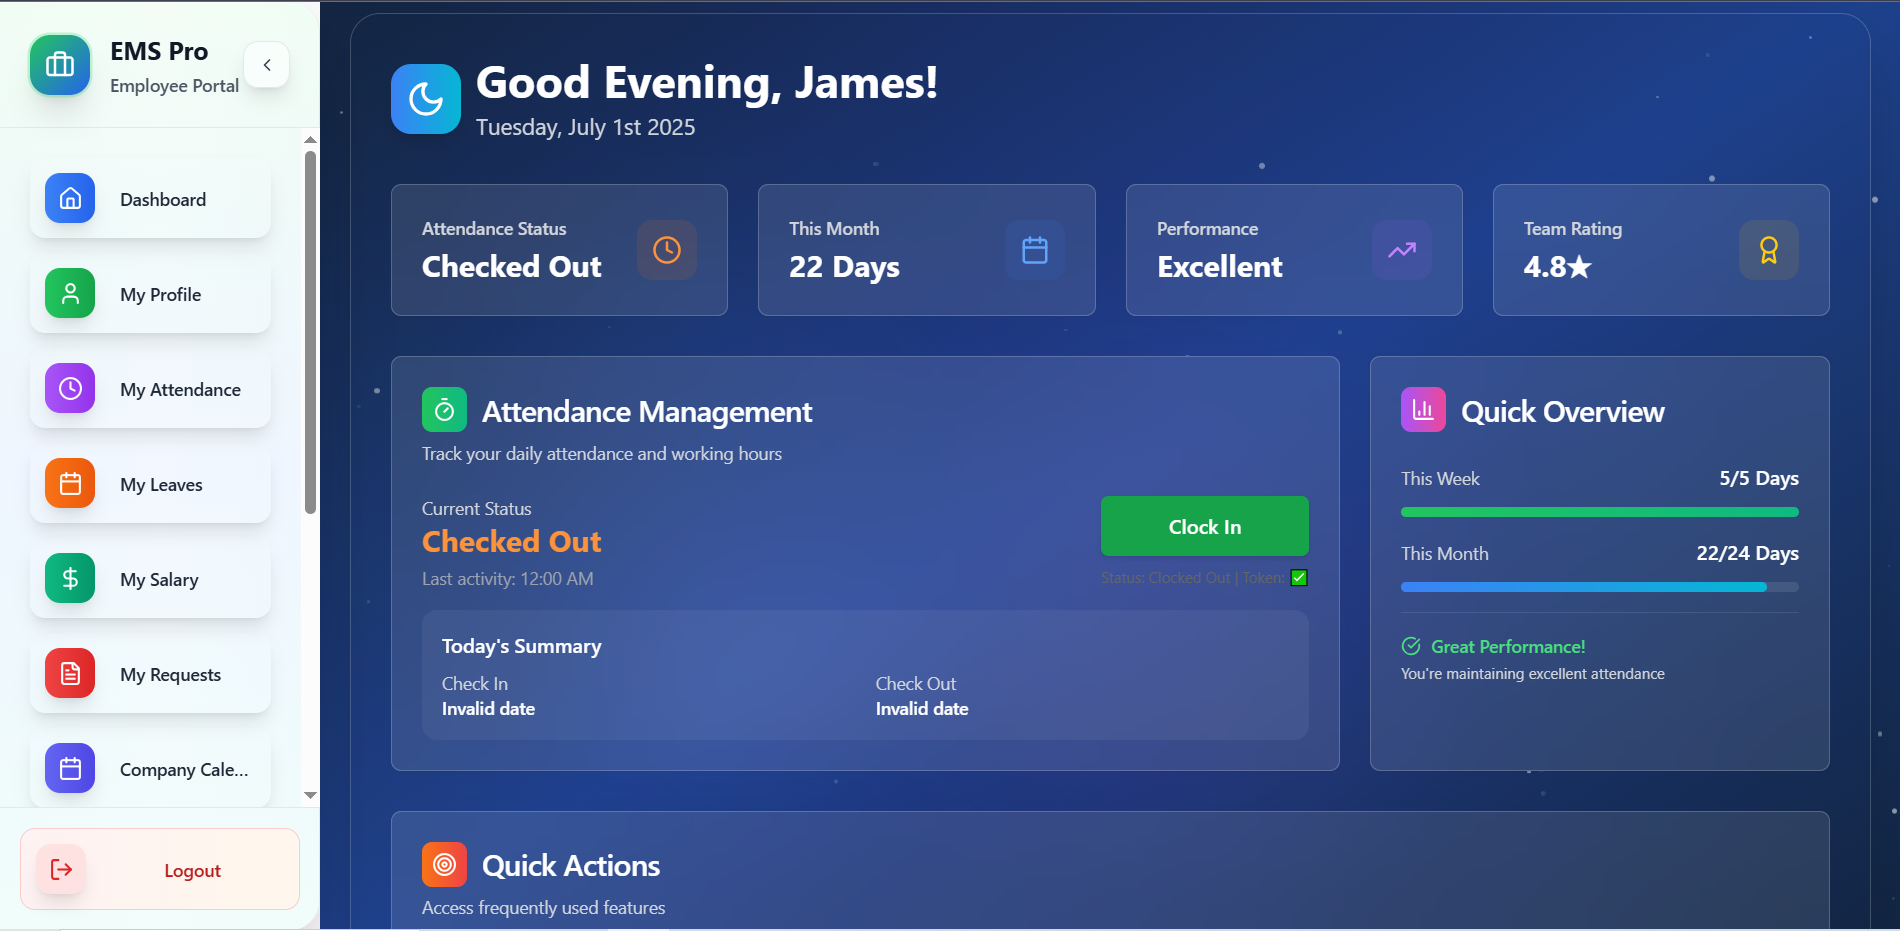 EMS Pro
Employee Portal
Dashboard
My Profile
My Attendance
My Leaves
My Salary
My Requests
Company Cale...
Logout
Good Evening, James!
Tuesday, July 1st 2025
Attendance Status
Checked Out
This Month
22 Days
Performance
Excellent
Team Rating
4.8★
Attendance Management
Track your daily attendance and working hours
Current Status
Checked Out
Last activity: 12:00 AM
Clock In
Status: Clocked Out | Token: ✅
Today's Summary
Check In
Invalid date
Check Out
Invalid date
Quick Overview
This Week 5/5 Days
This Month 22/24 Days
Great Performance!
You're maintaining excellent attendance
Quick Actions
Access frequently used features